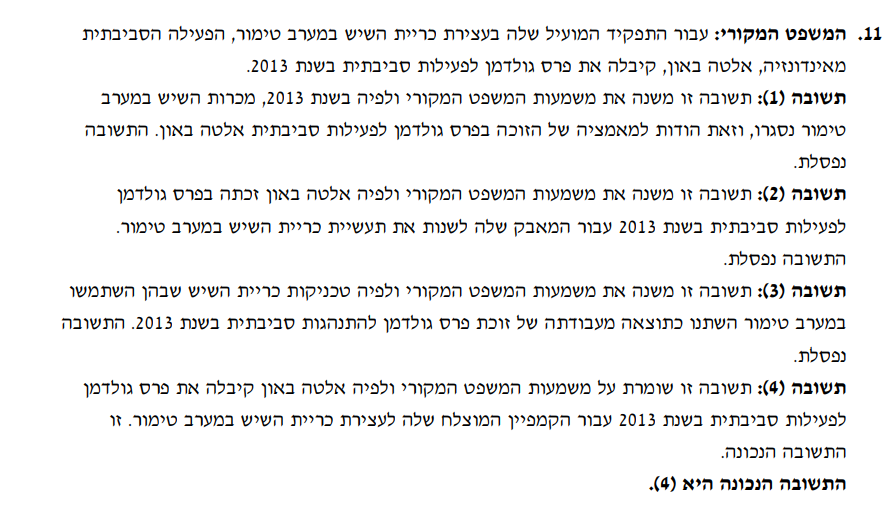 11. המשפט המקורי: עבור התפקיד המועיל שלה בעצירת כריית השיש במערב טימור, הפעילה הסביבתית
מאינדונזיה, אלטה באון, קיבלה את פרס גולדמן לפעילות סביבתית בשנת 2013.
תשובה (1): תשובה זו משנה את משמעות המשפט המקורי ולפיה בשנת 2013, מכרות השיש במערב
טימור נסגרו, וזאת הודות למאמציה של הזוכה בפרס גולדמן לפעילות סביבתית אלטה באון. התשובה
נפסלת.
תשובה (2): תשובה זו משנה את משמעות המשפט המקורי ולפיה אלטה באון זכתה בפרס גולדמן
לפעילות סביבתית בשנת 2013 עבור המאבק שלה לשנות את תעשיית כריית השיש במערב טימור.
התשובה נפסלת.
תשובה (3): תשובה זו משנה את משמעות המשפט המקורי ולפיה טכניקות כריית השיש שבהן השתמשו
במערב טימור השתנו כתוצאה מעבודתה של זוכת פרס גולדמן להתנהגות סביבתית בשנת 2013. התשובה
נפסלת.
תשובה (4): תשובה זו שומרת על משמעות המשפט המקורי ולפיה אלטה באון קיבלה את פרס גולדמן
לפעילות סביבתית בשנת 2013 עבור הקמפיין המוצלח שלה לעצירת כריית השיש במערב טימור. זו
התשובה הנכונה.
התשובה הנכונה היא (4).